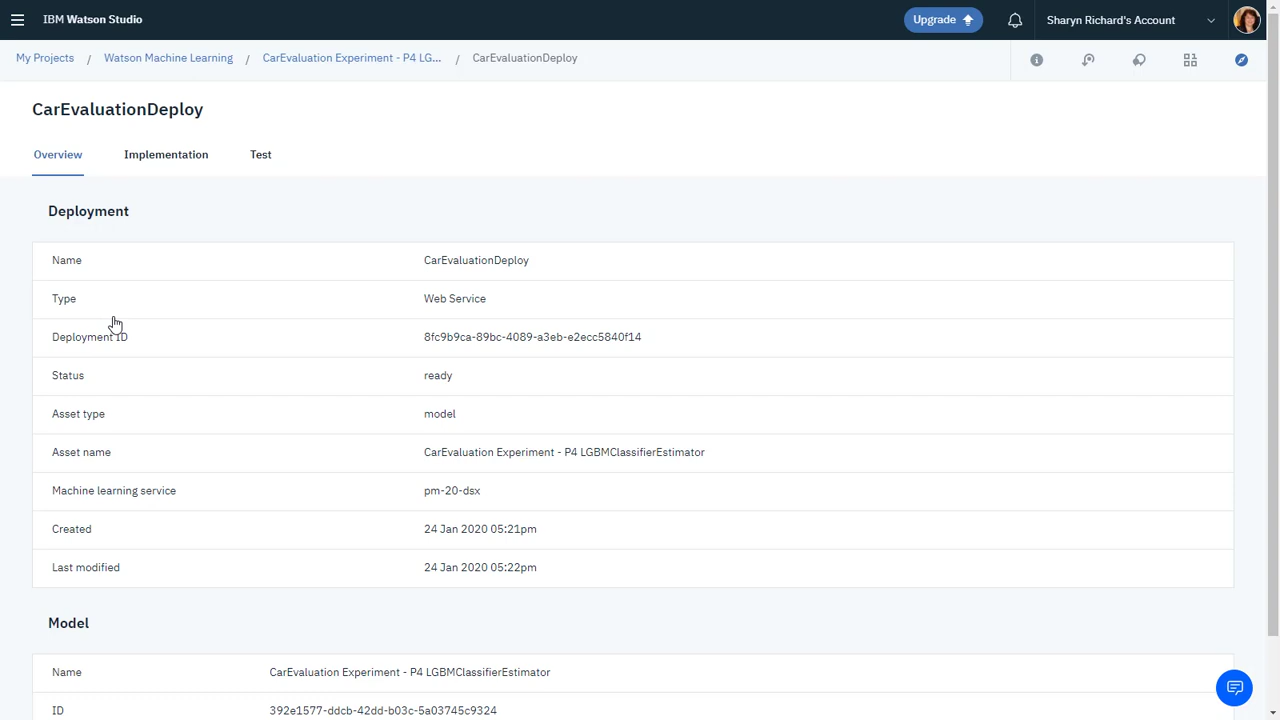 IBM Watson Studio
Upgrade
Sharyn Richard's Account
My Projects / Watson Machine Learning / CarEvaluation Experiment - P4 LG... / CarEvaluationDeploy
CarEvaluationDeploy
Overview Implementation Test
Deployment
Name CarEvaluationDeploy
Type Web Service
Deployment ID 8fc9b9ca-89bc-4089-a3eb-e2ecc5840f14
Status ready
Asset type model
Asset name CarEvaluation Experiment - P4 LGBMClassifierEstimator
Machine learning service pm-20-dsx
Created 24 Jan 2020 05:21pm
Last modified 24 Jan 2020 05:22pm
Model
Name CarEvaluation Experiment - P4 LGBMClassifierEstimator
ID 392e1577-ddcb-42dd-b03c-5a03745c9324